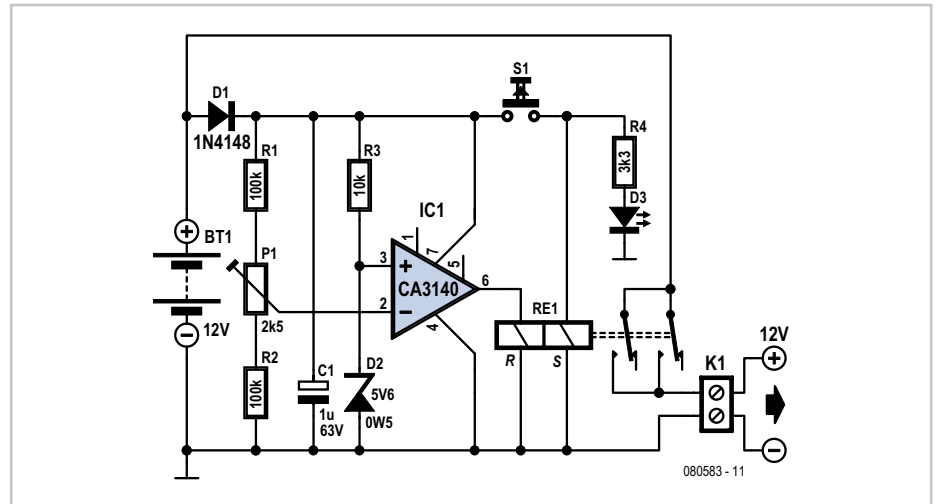 S1
D1
1N4148
R1
100k
R3
10k
R4
3k3
D3
IC1
+
BT1
P1
2k5
1
7
5
3
+
CA3140
6
2
−
4
−
12V
R2
100k
C1
1u
63V
D2
5V6
0W5
RE1
R
S
K1
12V
+
−
080583 - 11